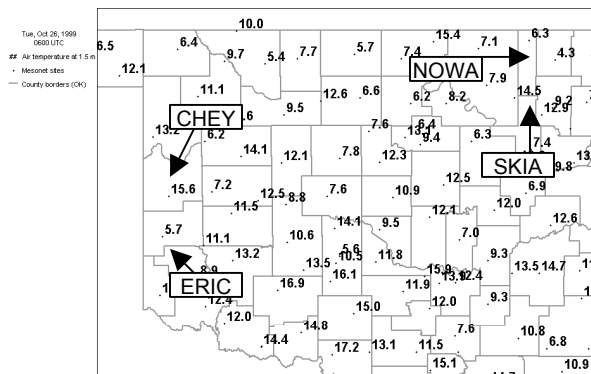 Tue, Oct 26, 1999
0600 UTC
## Air temperature at 1.5 m
Mesonet sites
County borders (OK)
10.0
15.4 6.3
6.5 6.4 9.7 5.4 7.7 5.7 7.4 7.1 4.3
12.1 NOWA 7.9
11.1 12.6 6.6 6.2 8.2 14.5 9.2
CHEY 9.5 12.9
13.2 6.2 7.6 13.1 6.4 9.4 6.3 7.4
14.1 12.1 7.8 12.3 SKIA 9.8
15.6 7.2 12.5 8.8 7.6 10.9 12.5 6.9
11.5 12.1 12.0
5.7 11.1 10.6 14.1 9.5 7.0 12.6
13.2 5.6 10.5 11.8 9.3
8.9 13.5 16.1 15.9 12.4 13.5 14.7
ERIC 16.9 11.9
12.4 12.0 15.0 12.0 9.3
14.4 14.8 7.6 10.8
17.2 13.1 11.5 6.8
15.1 10.9